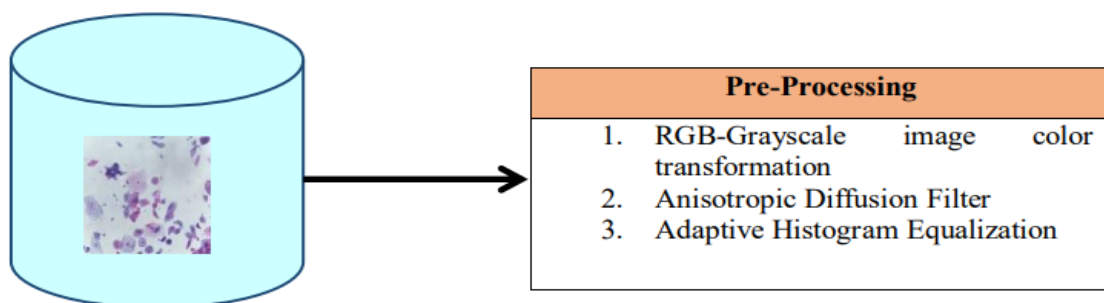 Pre-Processing
1. RGB-Grayscale image color
transformation
2. Anisotropic Diffusion Filter
3. Adaptive Histogram Equalization